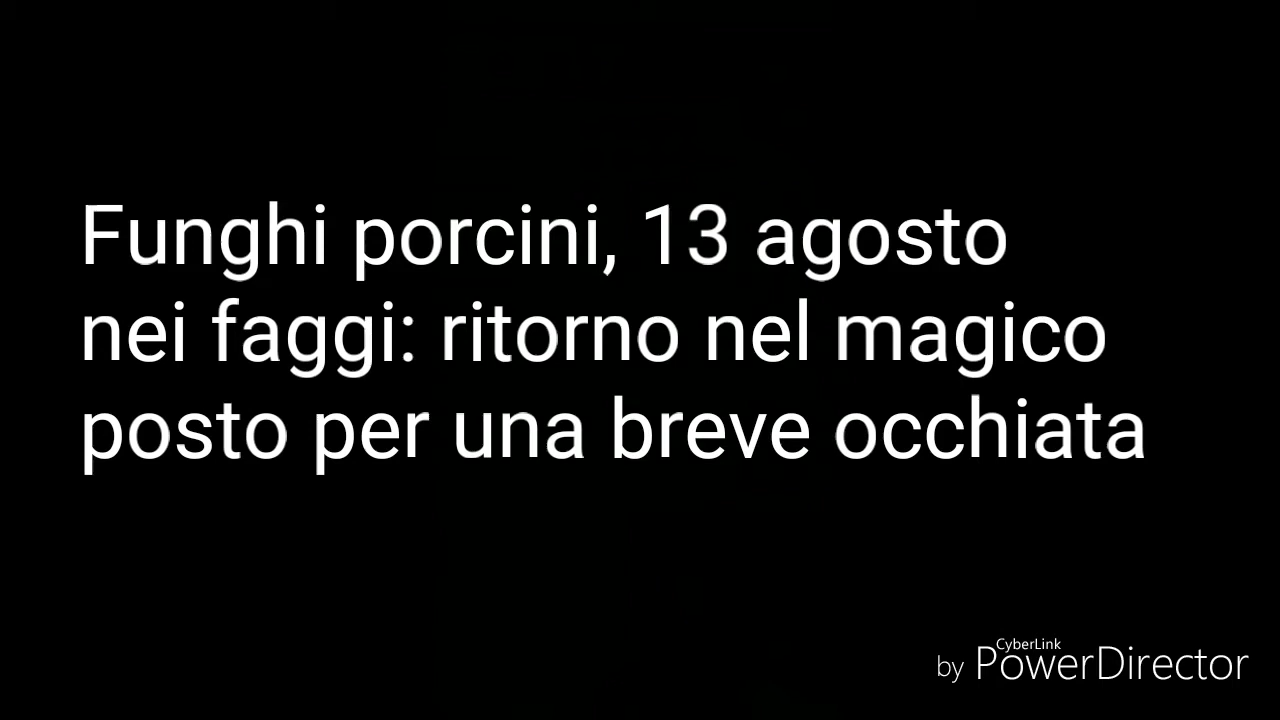 Funghi porcini, 13 agosto
nei faggi: ritorno nel magico
posto per una breve occhiata
CyberLink
by PowerDirector